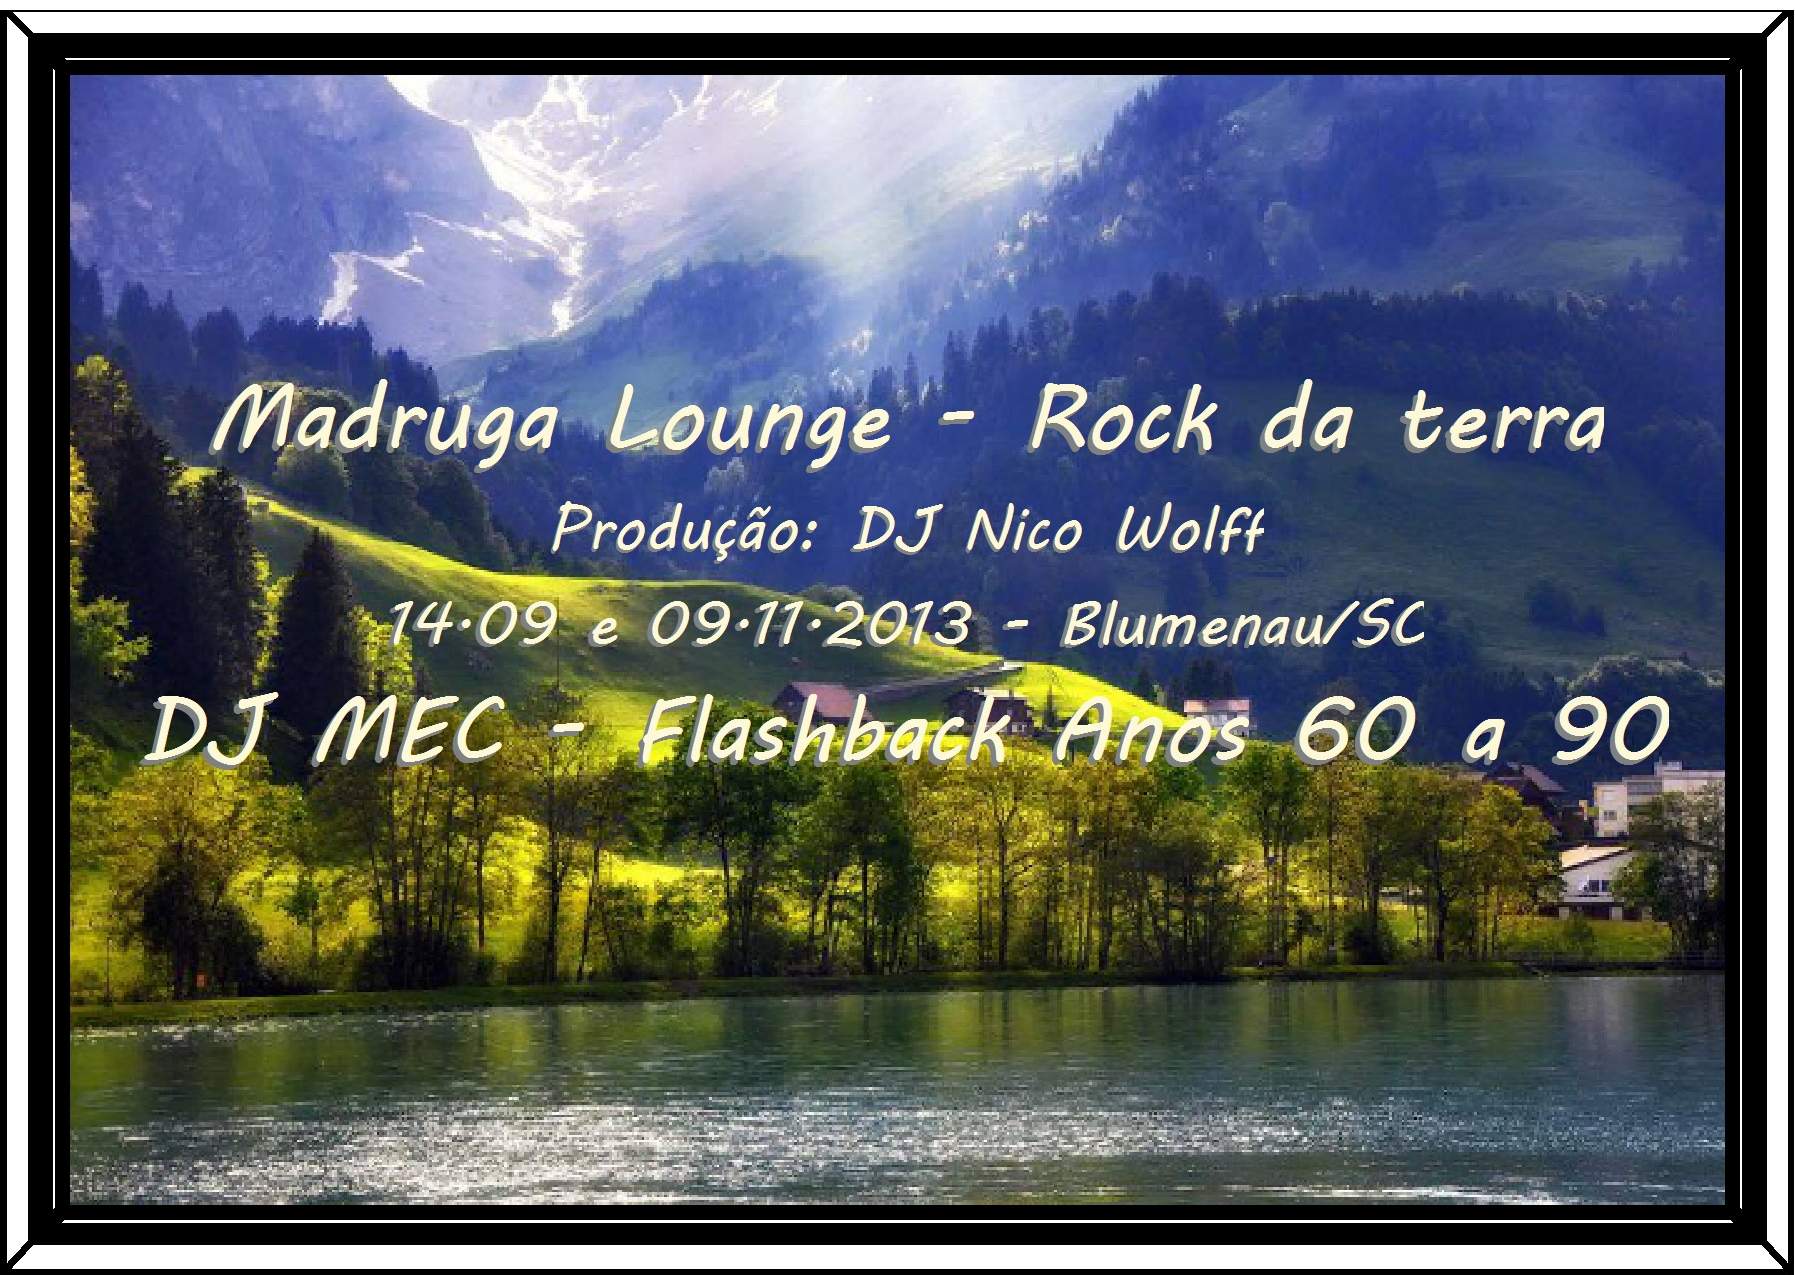 Madruga Lounge - Rock da terra
Produção: DJ Nico Wolff
14.09 e 09.11.2013 - Blumenau/SC
DJ MEC - Flashback Anos 60 a 90